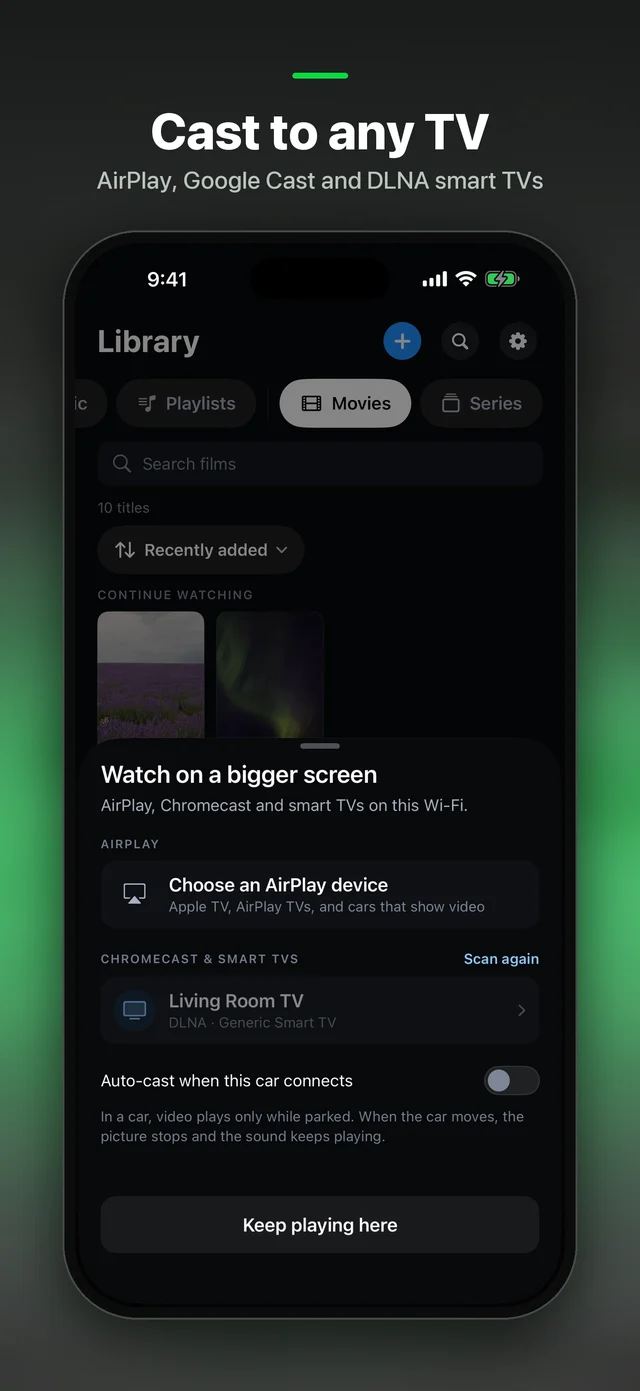 Cast to any TV
AirPlay, Google Cast and DLNA smart TVs
9:41
Library
ic
Playlists
Movies
Series
Search films
10 titles
Recently added
CONTINUE WATCHING
Watch on a bigger screen
AirPlay, Chromecast and smart TVs on this Wi-Fi.
AIRPLAY
Choose an AirPlay device
Apple TV, AirPlay TVs, and cars that show video
CHROMECAST & SMART TVS
Scan again
Living Room TV
DLNA · Generic Smart TV
Auto-cast when this car connects
In a car, video plays only while parked. When the car moves, the
picture stops and the sound keeps playing.
Keep playing here